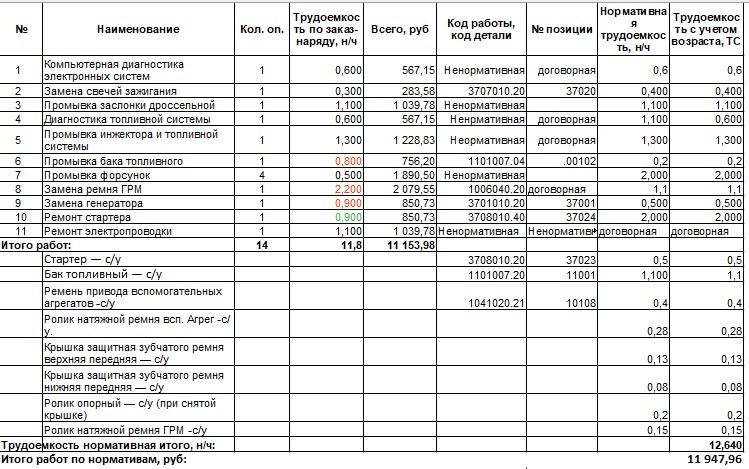 № Наименование Кол. оп. Трудоемкос ть по заказ- наряду, н/ч Всего, руб Код работы, код детали № позиции Нормативна я трудоемкос ть, н/ч Трудоемкос ть с учетом возраста, ТС
1 Компьютерная диагностика электронных систем 1 0,600 567,15 Ненормативная договорная 0,6 0,6
2 Замена свечей зажигания 1 0,300 283,58 3707010.20 37020 0,400 0,400
3 Промывка заслонки дроссельной 1 1,100 1 039,78 Неормативная 1,100 1,100
4 Диагностика топливной системы 1 0,600 567,15 Ненормативная договорная 1,100 0,600
5 Промывка инжектора и топливной системы 1 1,300 1 228,83 Неормативная договорная 1,300 1,300
6 Промывка бака топливного 1 0,800 756,20 1101007.04 .00102 0,2 0,2
7 Промывка форсунок 4 0,500 1 890,50 Ненормативная 2,000 2,000
8 Замена ремня ГРМ 1 2,200 2 079,55 1006040.20 договорная 1,1 1,1
9 Замена генератора 1 0,900 850,73 3701010.20 37001 0,500 0,500
10 Ремонт стартера 1 0,900 850,73 3708010.40 37024 2,000 2,000
11 Ремонт электропроводки 1 1,100 1 039,78 Ненормативная Ненормативн договорная договорная
Итого работ: 14 11,8 11 153,98
Стартер — с/у 3708010.20 37023 0,5 0,5
Бак топливный — с/у 1101007.20 11001 1,100 1,1
Ремень привода вспомогательных
агрегатов -с/у 1041020.21 10108 0,4 0,4
Ролик натяжной ремня всп. Агрег -с/
у. 0,28 0,28
Крышка защитная зубчатого ремня
верхняя передняя — с/у 0,13 0,13
Крышка защитная зубчатого ремня
нижняя передняя — с/у 0,08 0,08
Ролик опорный — с/у (при снятой
крышке) 0,2 0,2
Ролик натяжной ремня ГРМ -с/у 0,15 0,15
Трудоемкость нормативная итого, н/ч: 12,640
Итого работ по нормативам, руб: 11 947,96